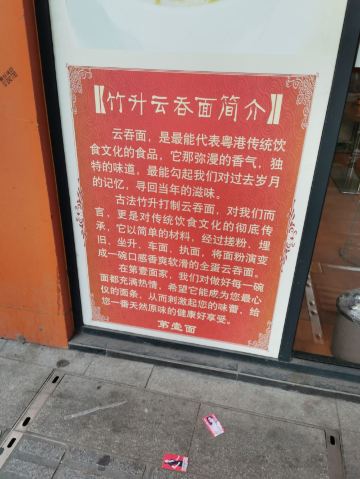 【竹升云吞面简介】
云吞面，是最能代表粤港传统饮
食文化的食品，它那弥漫的香气，独
特的味道，最能勾起我们对过去岁月
的记忆，寻回当年的滋味。
古法竹升打制云吞面，对我们而
言，更是对传统饮食文化的彻底传
承，它以简单的材料，经过搓粉、埋
旧、坐升、车面、执面，将面粉演变
成一碗口感香爽软滑的全蛋云吞面。
在第壹面家，我们对做好每一碗
面都充满热情，希望它能成为您最心
仪的面条，从而刺激起您的味蕾，给
您一番天然原味的健康好享受。
第壹面